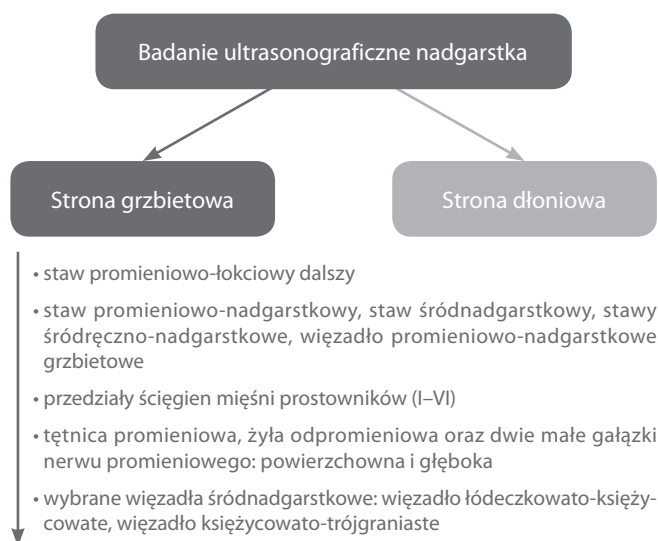 Badanie ultrasonograficzne nadgarstka
Strona grzbietowa
Strona dłoniowa
• staw promieniowo-łokciowy dalszy
• staw promieniowo-nadgarstkowy, staw śródnadgarstkowy, stawy
śródręczno-nadgarstkowe, więzadło promieniowo-nadgarstkowe
grzbietowe
• przedziały ścięgien mięśni prostowników (I–VI)
• tętnica promieniowa, żyła odpromieniowa oraz dwie małe gałązki
nerwu promieniowego: powierzchowna i głęboka
• wybrane więzadła śródnadgarstkowe: więzadło łódeczkowato-księży-
cowate, więzadło księżycowato-trójgraniaste